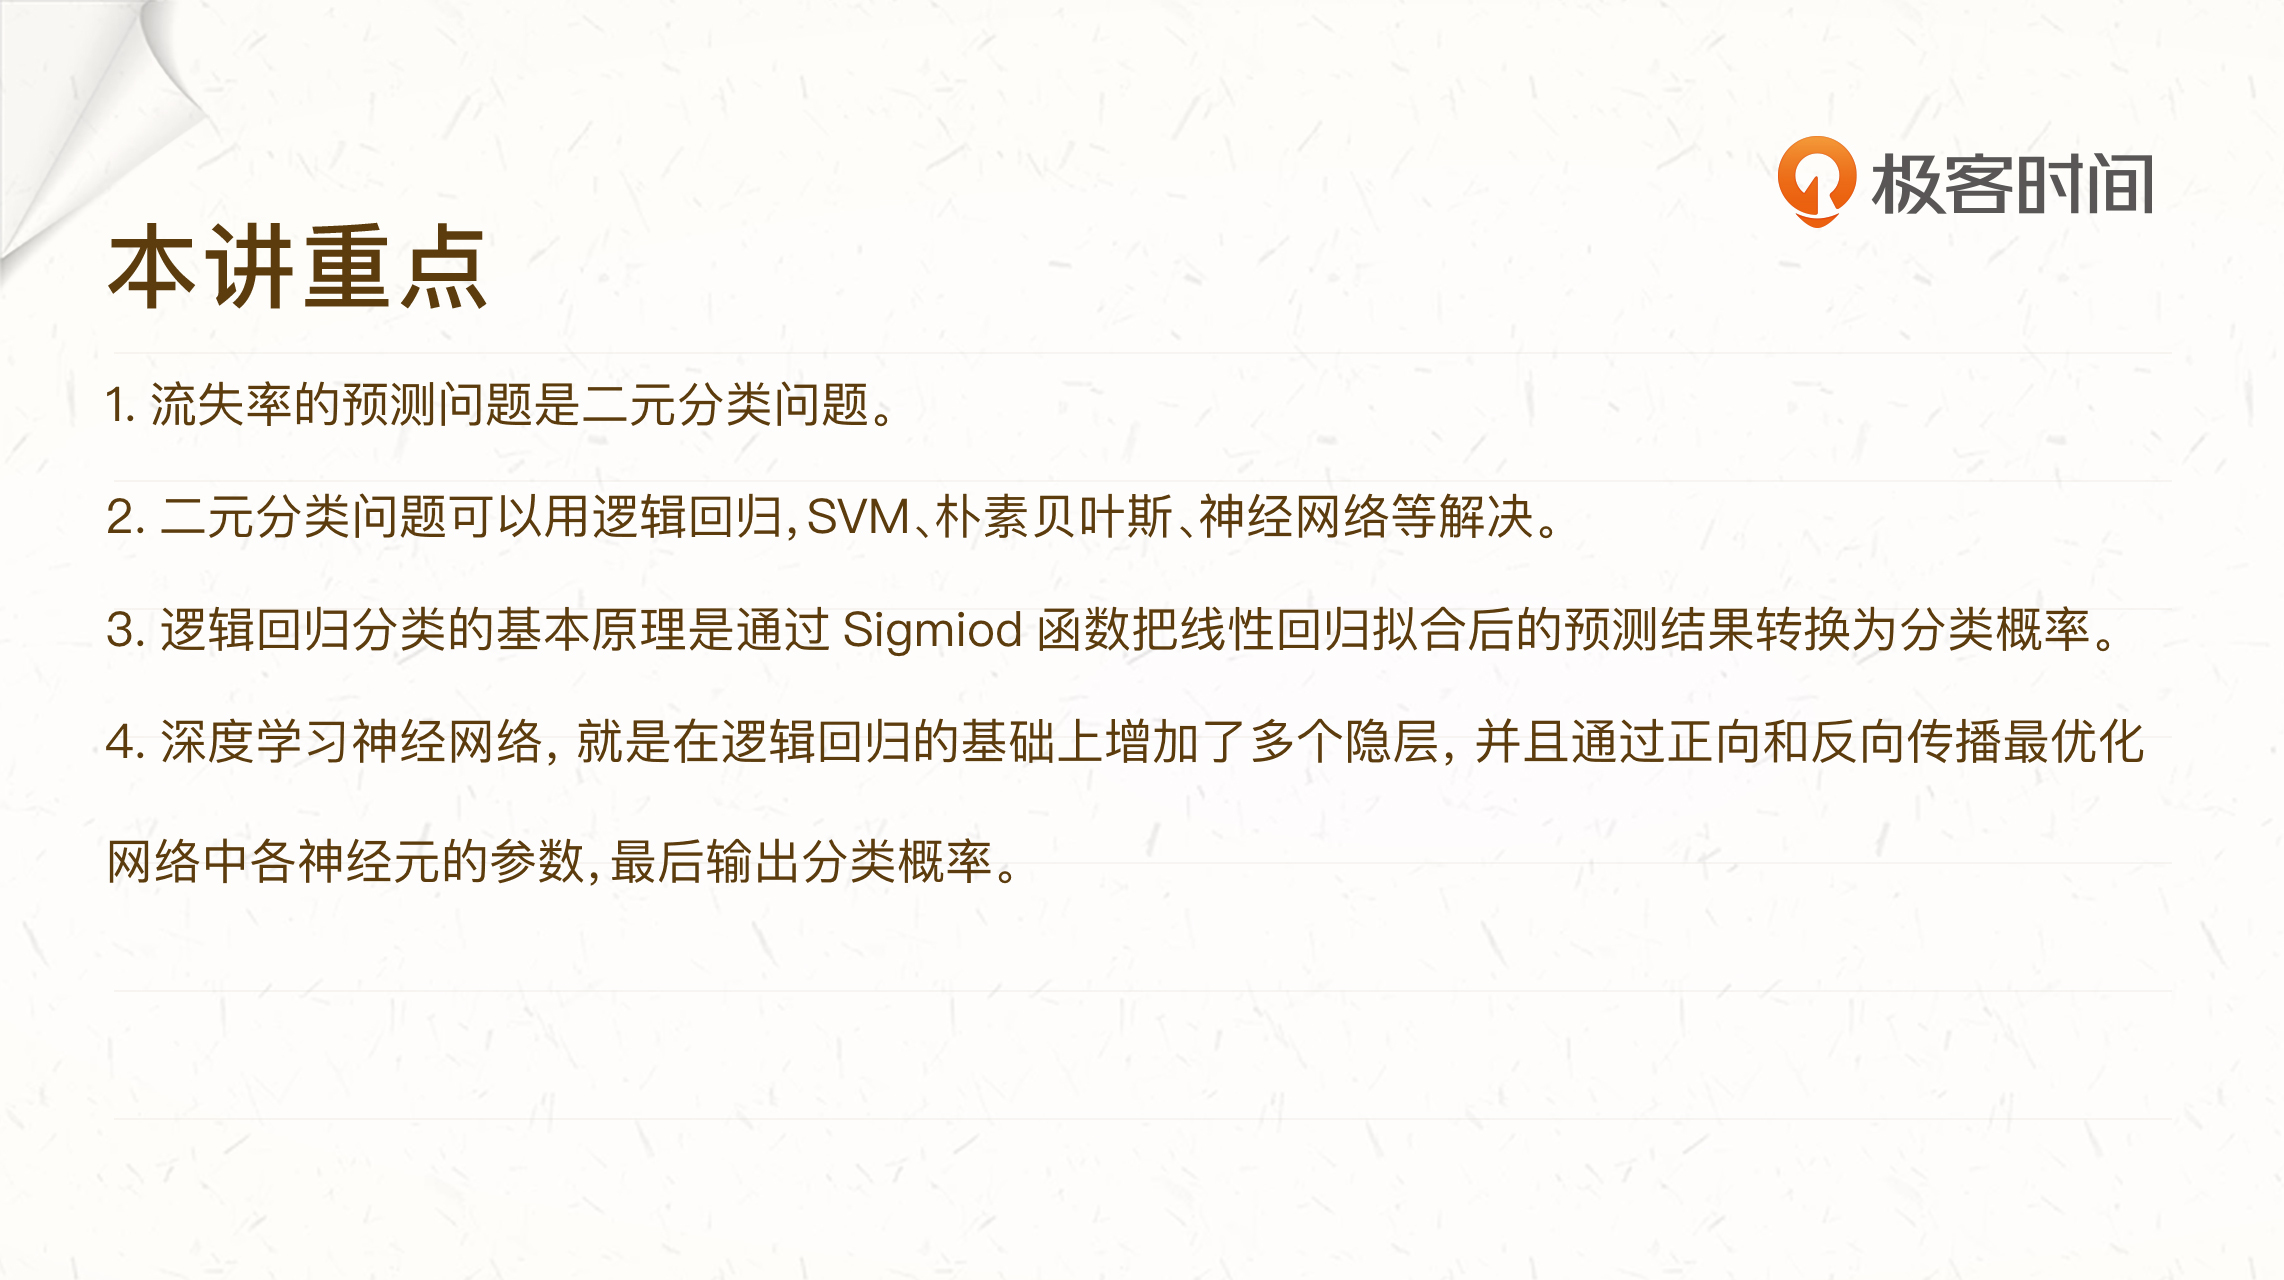 极客时间
本讲重点
1. 流失率的预测问题是二元分类问题。
2. 二元分类问题可以用逻辑回归,SVM、朴素贝叶斯、神经网络等解决。
3. 逻辑回归分类的基本原理是通过 Sigmiod 函数把线性回归拟合后的预测结果转换为分类概率。
4. 深度学习神经网络, 就是在逻辑回归的基础上增加了多个隐层, 并且通过正向和反向传播最优化
网络中各神经元的参数,最后输出分类概率。